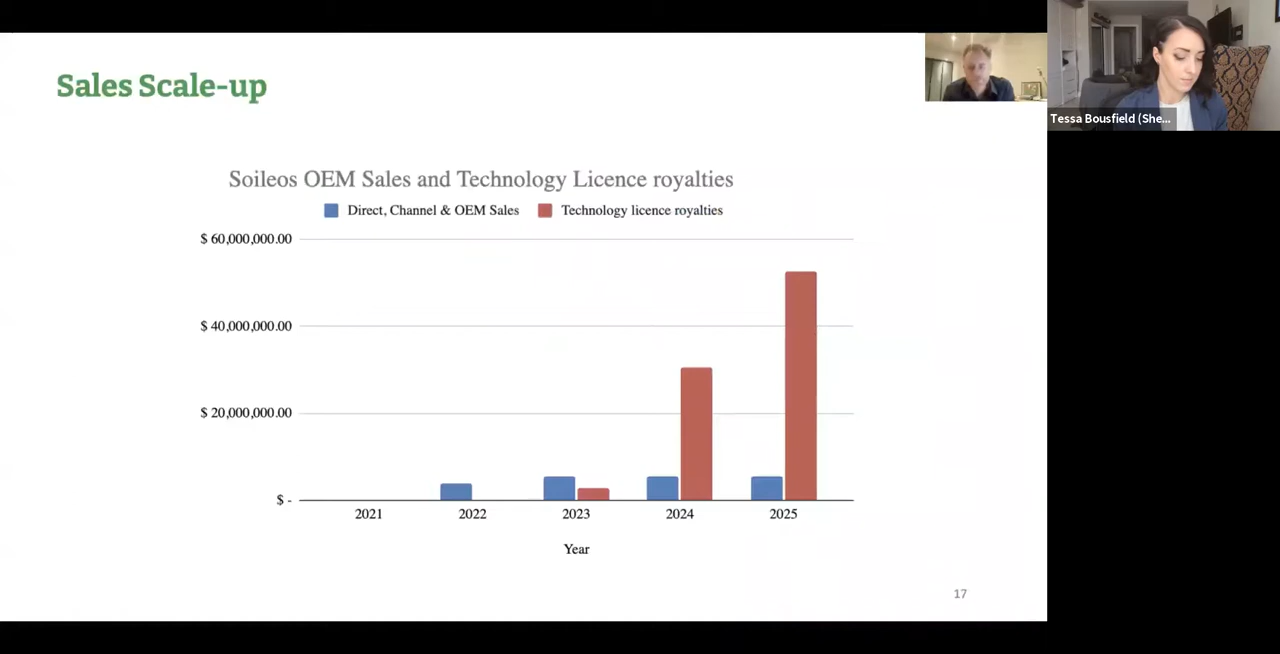 Sales Scale-up
Soileos OEM Sales and Technology Licence royalties
Direct, Channel & OEM Sales
Technology licence royalties
$ 60,000,000.00
$ 40,000,000.00
$ 20,000,000.00
$ -
2021
2022
2023
2024
2025
Year
17
Tessa Bousfield (She...